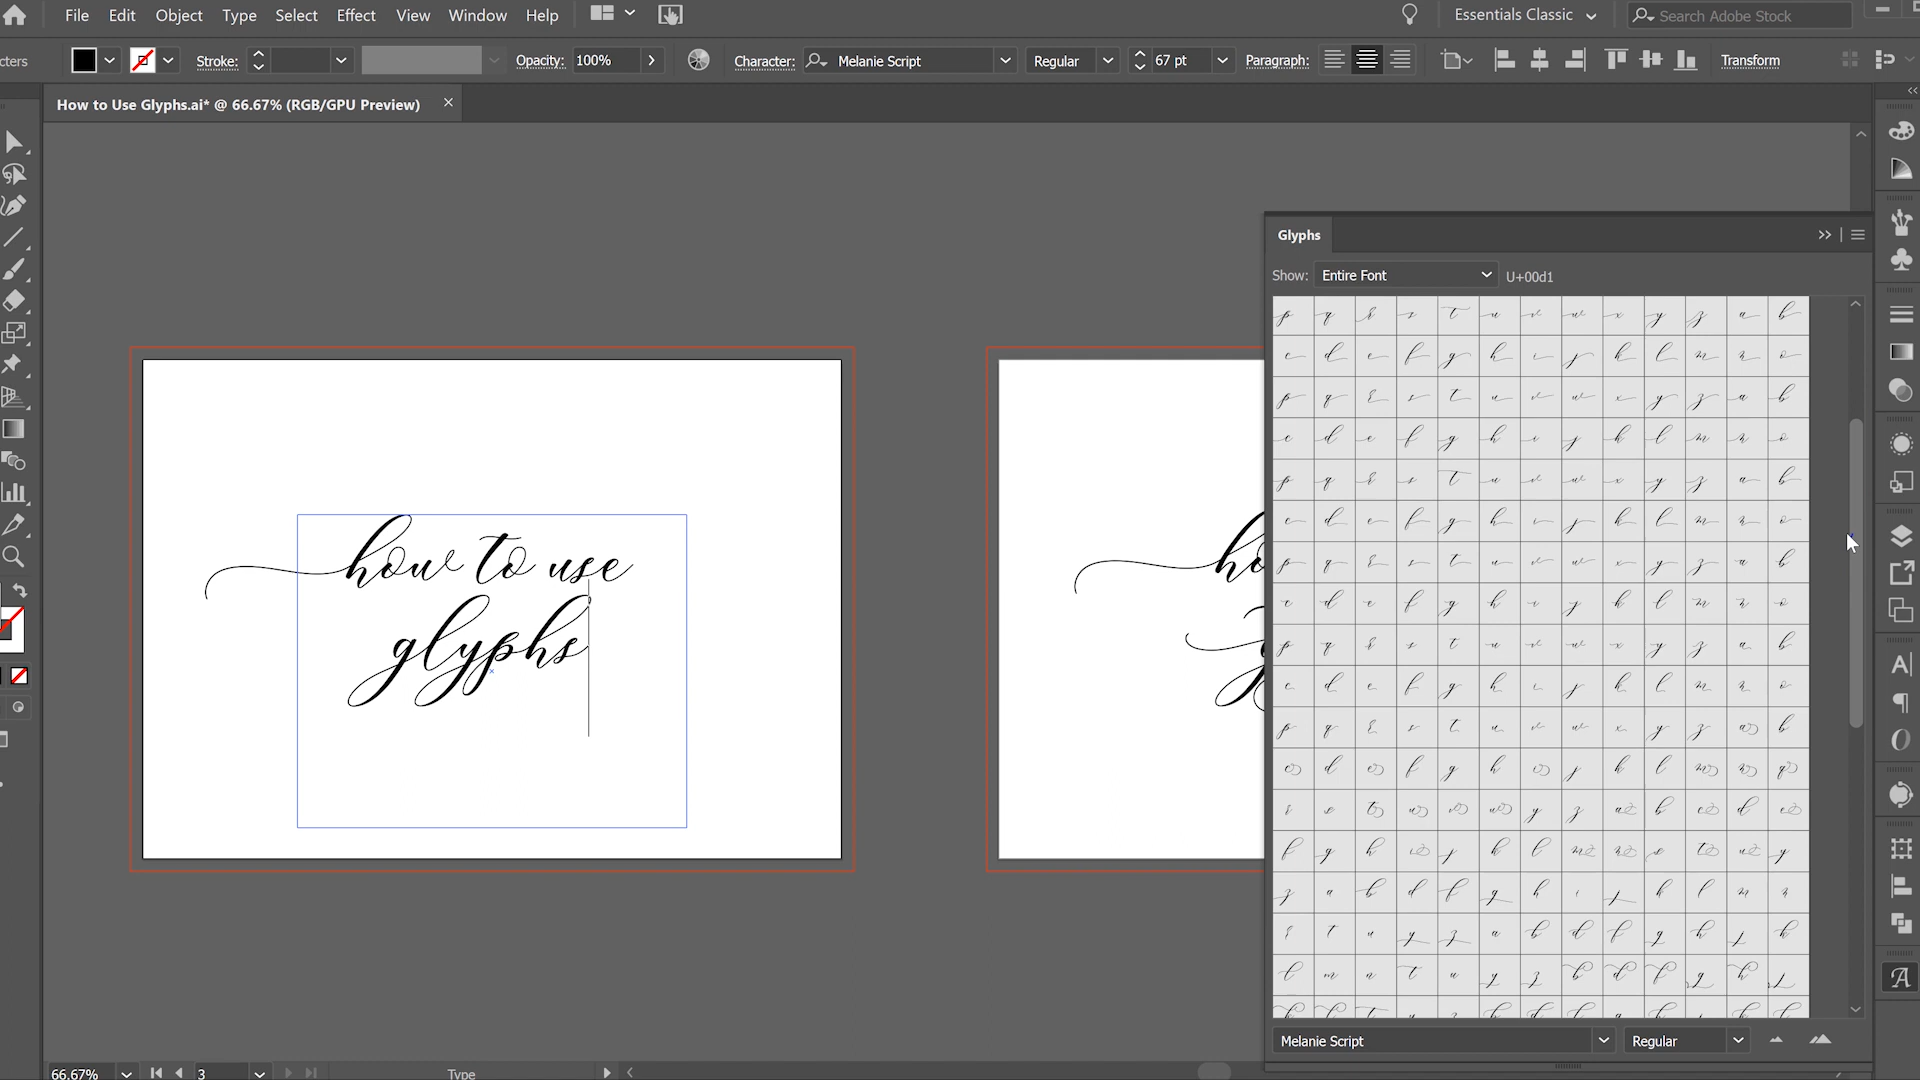 File Edit Object Type Select Effect View Window Help Essentials Classic Search Adobe Stock
cters Stroke: Opacity: 100% Character: Melanie Script Regular 67 pt Paragraph: Transform
How to Use Glyphs.ai* @ 66.67% (RGB/GPU Preview)
Glyphs
Show: Entire Font U+00d1
how to use
glyphs
ho
g
p q r s t u v w x y z a b
c d e f g h i j k l m n o
p q r s t u v w x y z a b
c d e f g h i j k l m n o
p q r s t u v w x y z a b
c d e f g h i j k l m n o
p q r s t u v w x y z a b
c d e f g h i j k l m n o
p q r s t u v w x y z a b
c d e f g h i j k l m n o
p q r s t u v w x y z a b
Melanie Script Regular
66.67% 3 Type